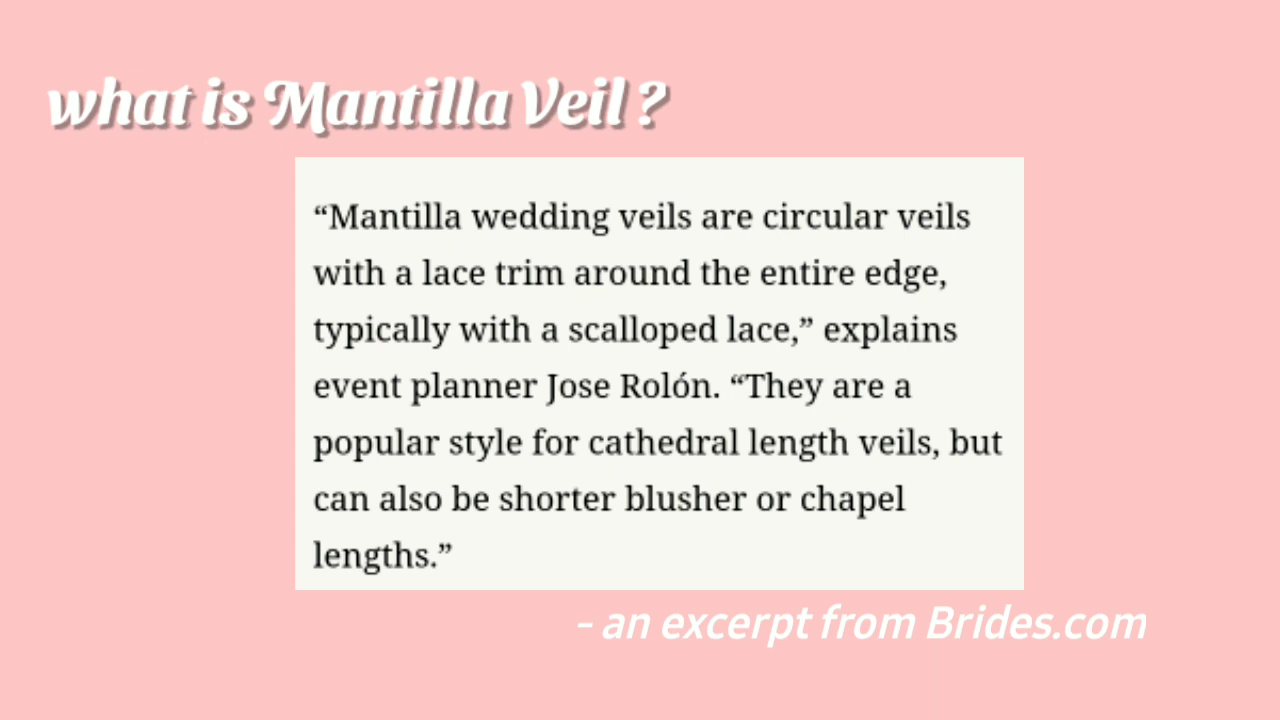 what is Mantilla Veil ?
“Mantilla wedding veils are circular veils
with a lace trim around the entire edge,
typically with a scalloped lace,” explains
event planner Jose Rolón. “They are a
popular style for cathedral length veils, but
can also be shorter blusher or chapel
lengths.”
- an excerpt from Brides.com